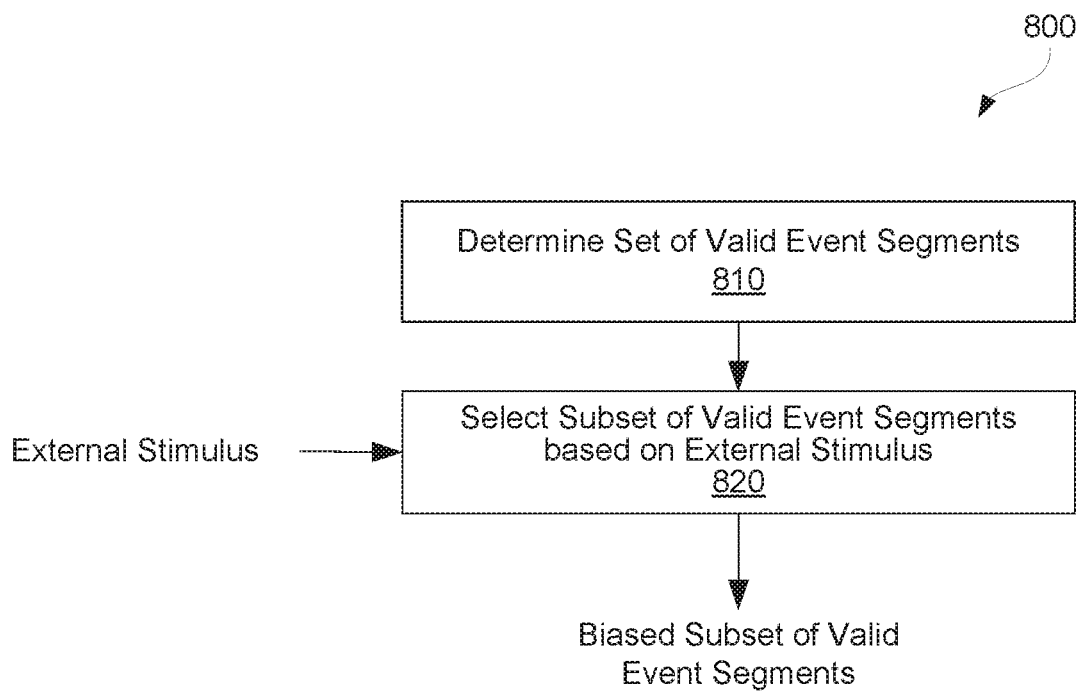 800
Determine Set of Valid Event Segments
810
Select Subset of Valid Event Segments
based on External Stimulus
820
External Stimulus
Biased Subset of Valid
Event Segments